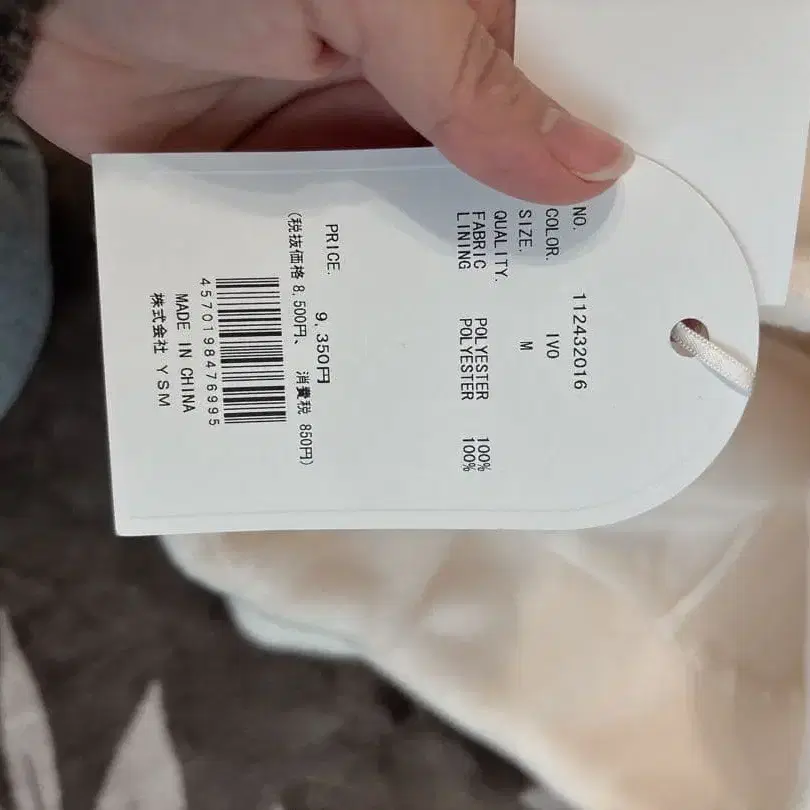 NO. 112432016
COLOR. IVO
SIZE. M
QUALITY.
FABRIC POLYESTER 100%
LINING POLYESTER 100%
PRICE. 9,350円
(税抜価格 8,500円、 消費税 850円)
4570198476995
MADE IN CHINA
株式会社 YSM